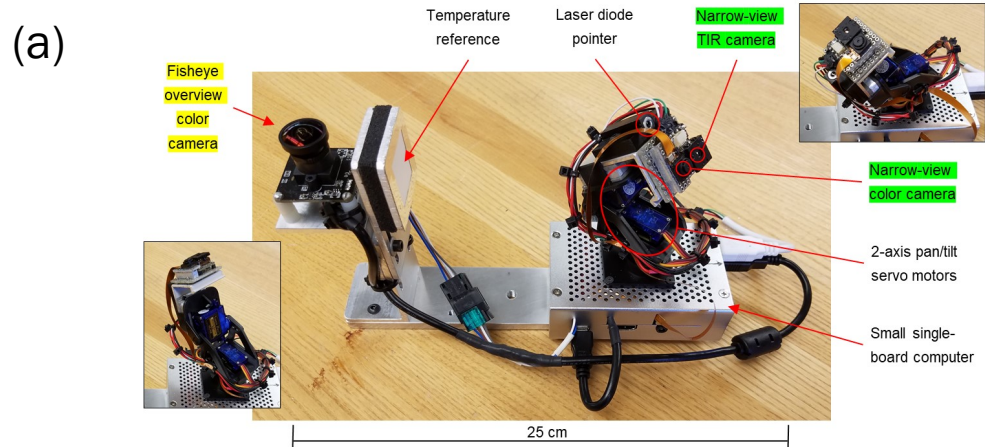 (a)
Temperature
reference
Laser diode
pointer
Narrow-view
TIR camera
Fisheye
overview
color
camera
Narrow-view
color camera
2-axis pan/tilt
servo motors
Small single-
board computer
25 cm